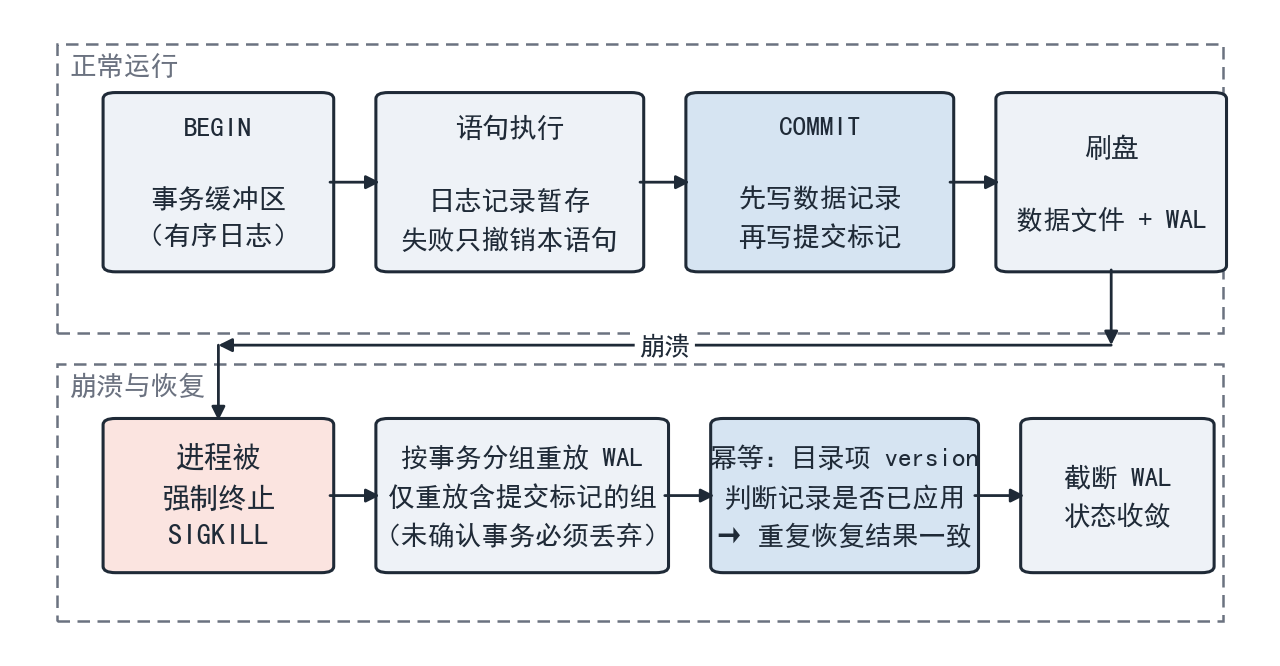 正常运行
BEGIN
事务缓冲区
（有序日志）
语句执行
日志记录暂存
失败只撤销本语句
COMMIT
先写数据记录
再写提交标记
刷盘
数据文件 + WAL
崩溃
崩溃与恢复
进程被
强制终止
SIGKILL
按事务分组重放 WAL
仅重放含提交标记的组
（未确认事务必须丢弃）
幂等：目录项 version
判断记录是否已应用
→ 重复恢复结果一致
截断 WAL
状态收敛